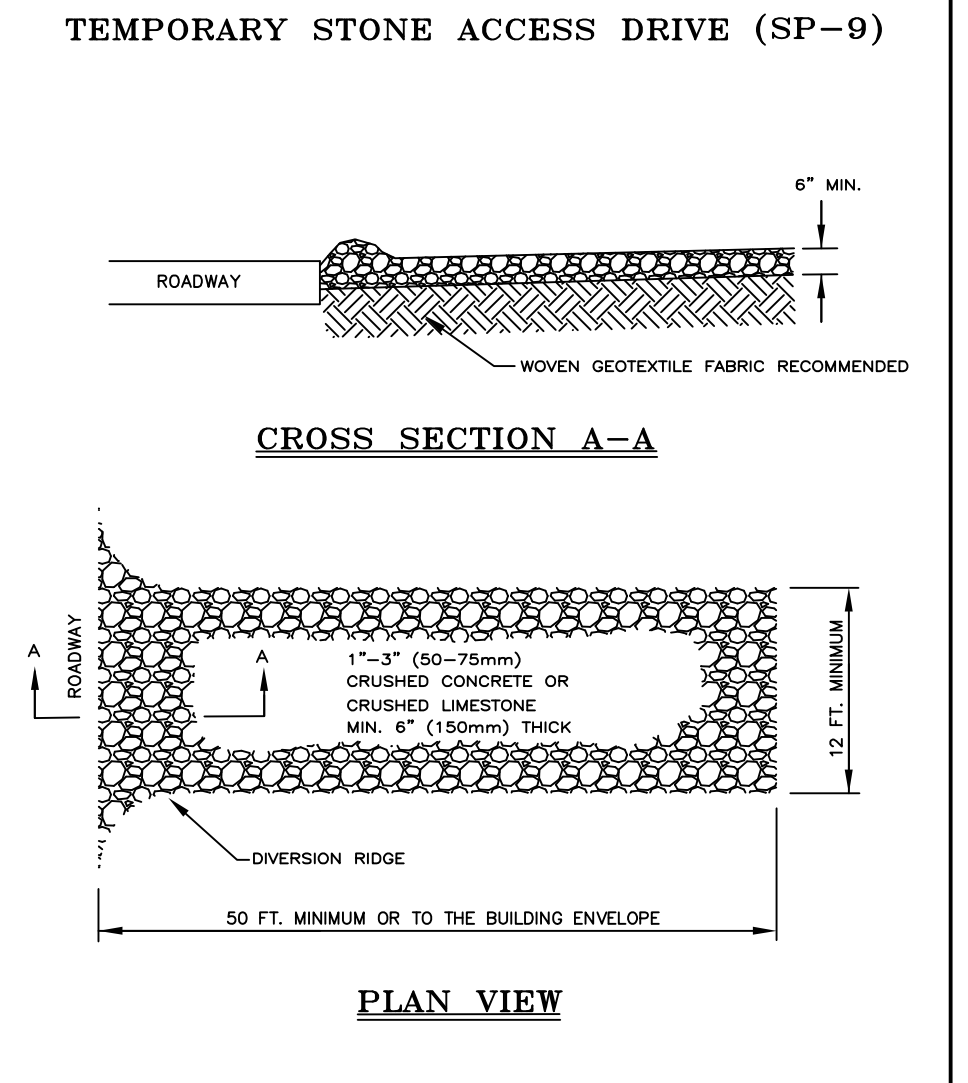 TEMPORARY STONE ACCESS DRIVE (SP-9)
6" MIN.
ROADWAY
WOVEN GEOTEXTILE FABRIC RECOMMENDED
CROSS SECTION A-A
ROADWAY
A
A
1"-3" (50-75mm)
CRUSHED CONCRETE OR
CRUSHED LIMESTONE
MIN. 6" (150mm) THICK
12 FT. MINIMUM
DIVERSION RIDGE
50 FT. MINIMUM OR TO THE BUILDING ENVELOPE
PLAN VIEW